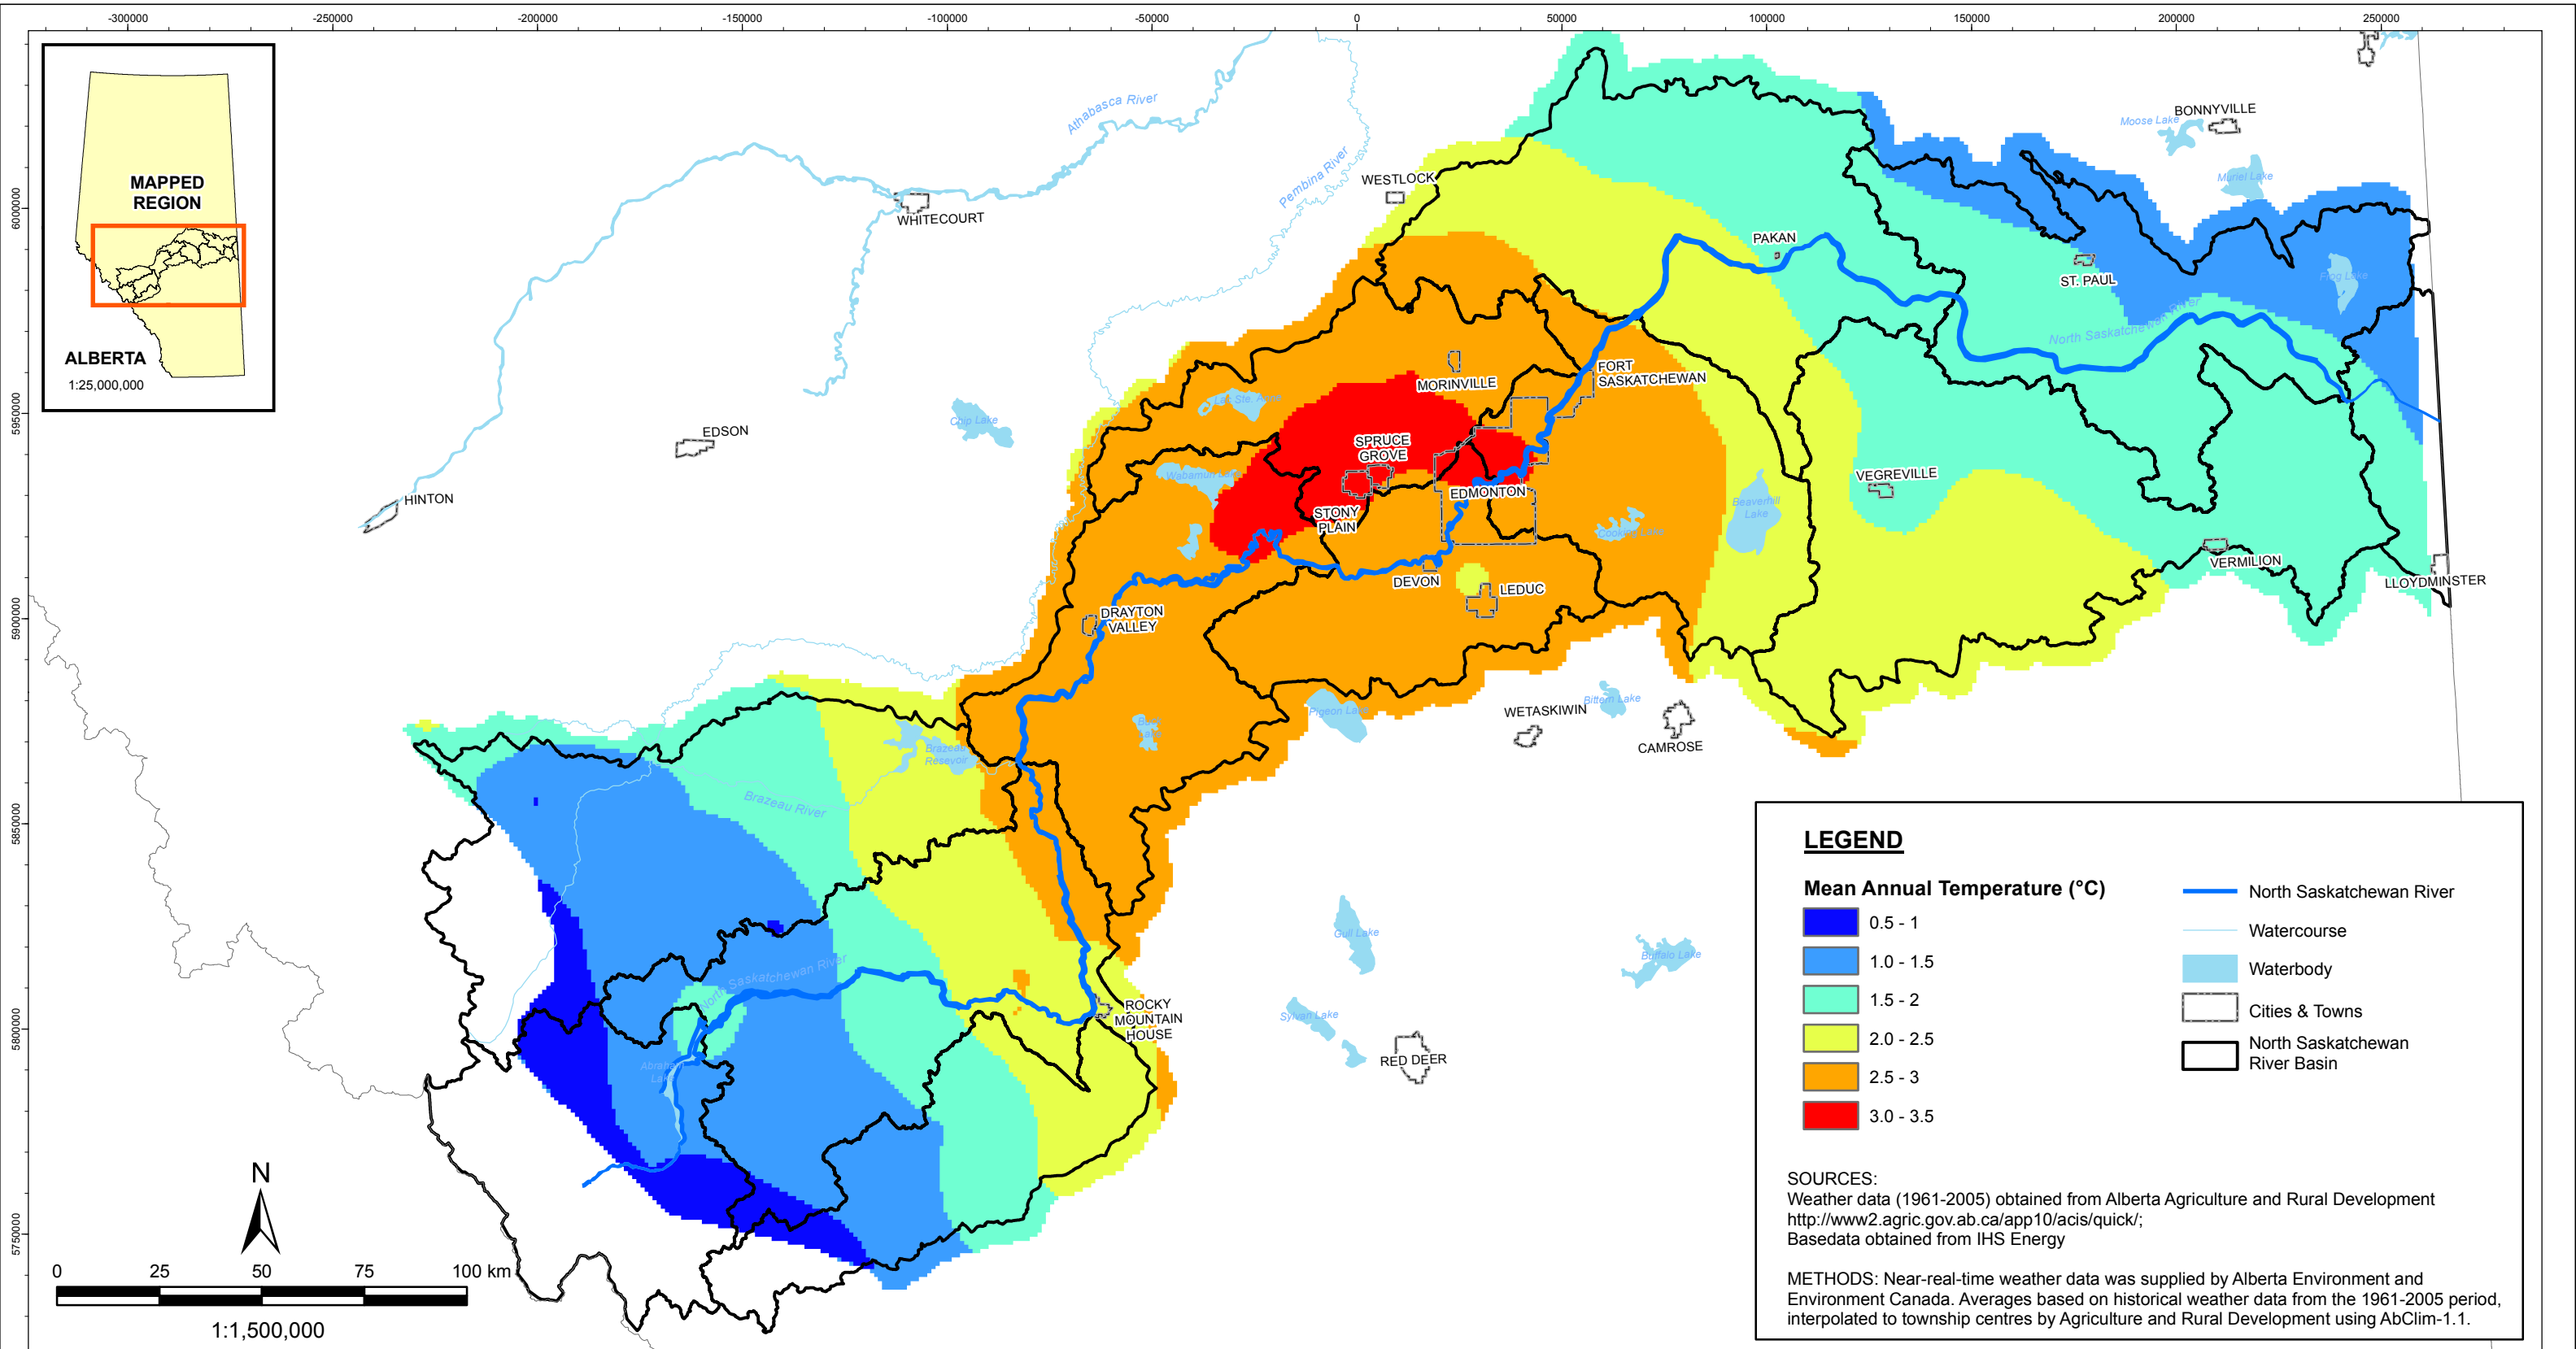 -300000
-250000
-200000
-150000
-100000
-50000
0
50000
100000
150000
200000
250000
6000000
5950000
5900000
5850000
5800000
5750000
MAPPED
REGION
ALBERTA
1:25,000,000
Athabasca River
Pembina River
WHITECOURT
WESTLOCK
Moose Lake
BONNYVILLE
Muriel Lake
PAKAN
ST. PAUL
Frog Lake
North Saskatchewan River
MORINVILLE
FORT
SASKATCHEWAN
Lac Ste. Anne
Chip Lake
EDSON
SPRUCE
GROVE
Wabamun Lake
EDMONTON
VEGREVILLE
HINTON
STONY
PLAIN
Beaverhill
Lake
Cooking Lake
VERMILION
LLOYDMINSTER
DEVON
LEDUC
DRAYTON
VALLEY
Bittern Lake
Pigeon Lake
WETASKIWIN
CAMROSE
Buck
Lake
Brazeau
Resevoir
Brazeau River
Gull Lake
Buffalo Lake
North Saskatchewan River
ROCKY
MOUNTAIN
HOUSE
Sylvan Lake
RED DEER
Abraham
Lake
N
0 25 50 75 100 km
1:1,500,000
LEGEND
Mean Annual Temperature (°C)
0.5 - 1
1.0 - 1.5
1.5 - 2
2.0 - 2.5
2.5 - 3
3.0 - 3.5
North Saskatchewan River
Watercourse
Waterbody
Cities & Towns
North Saskatchewan
River Basin
SOURCES:
Weather data (1961-2005) obtained from Alberta Agriculture and Rural Development
http://www2.agric.gov.ab.ca/app10/acis/quick/;
Basedata obtained from IHS Energy
METHODS: Near-real-time weather data was supplied by Alberta Environment and
Environment Canada. Averages based on historical weather data from the 1961-2005 period,
interpolated to township centres by Agriculture and Rural Development using AbClim-1.1.